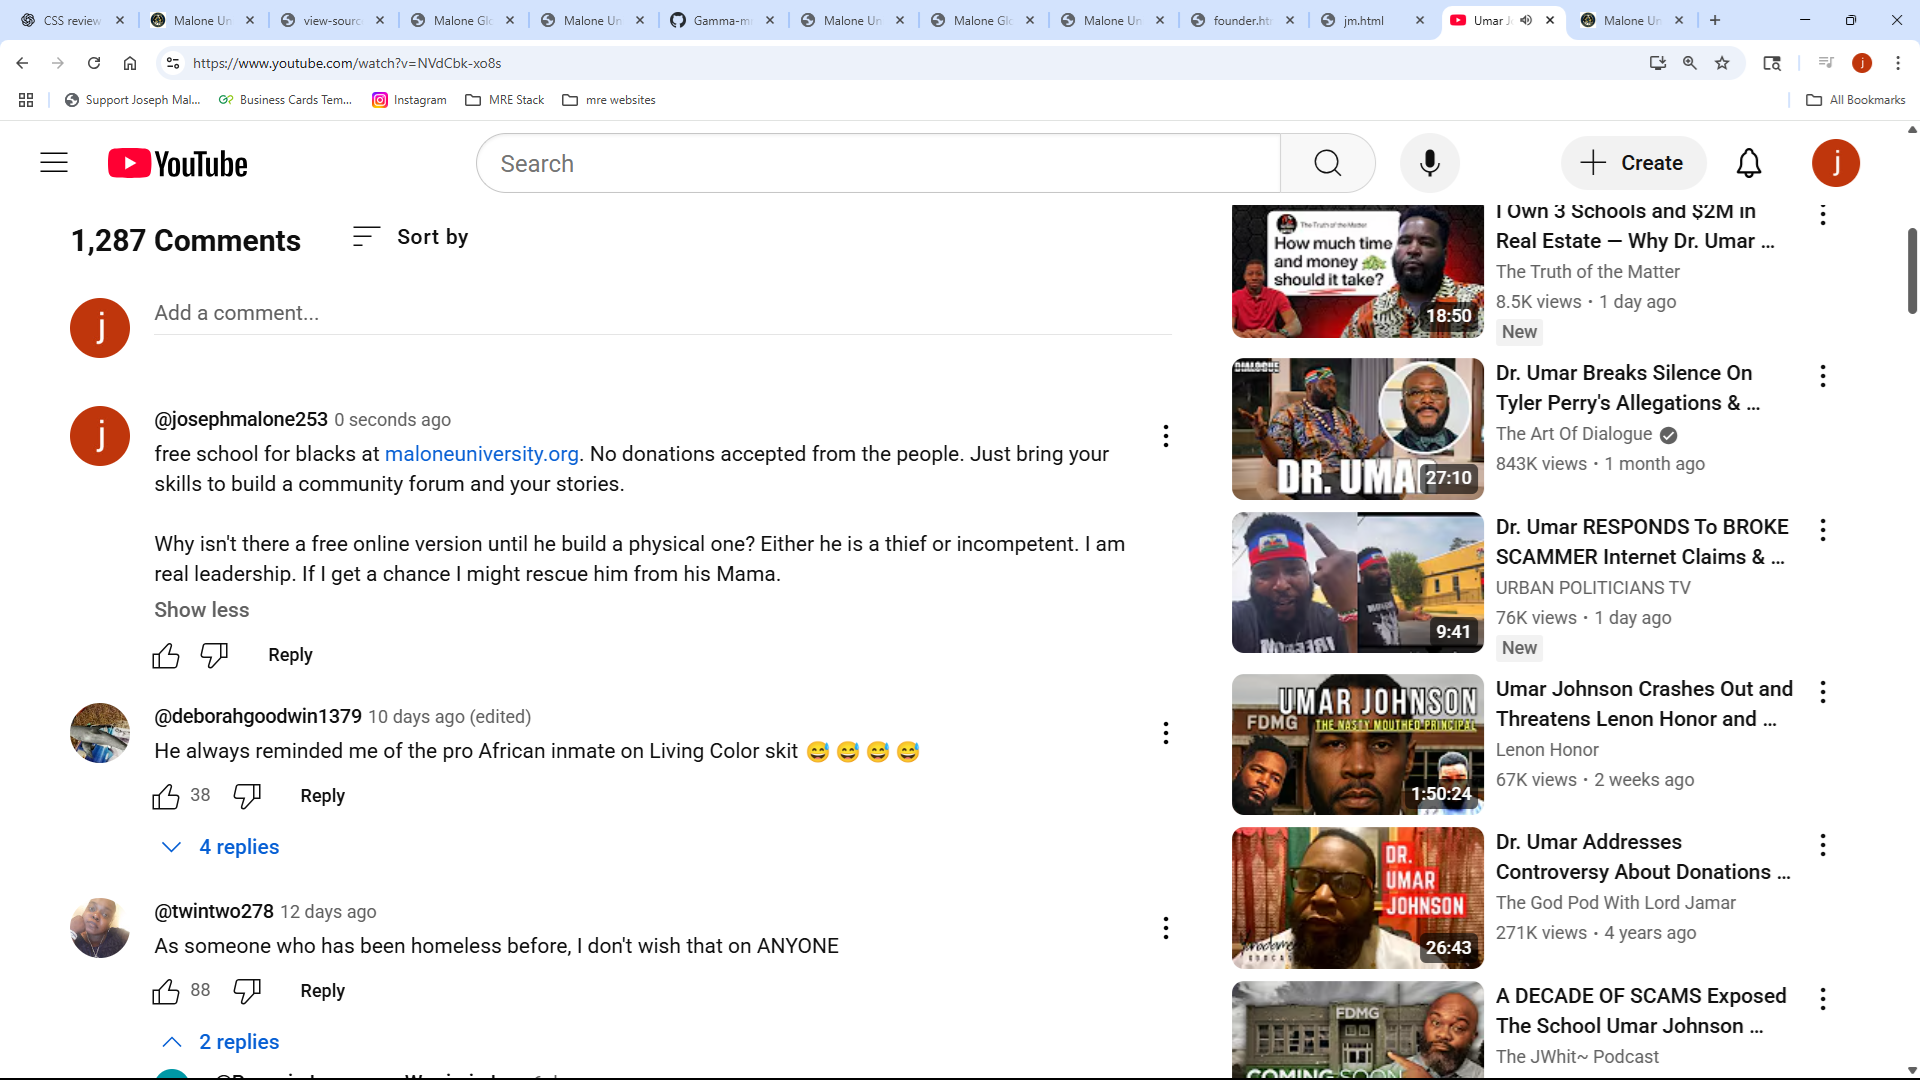 CSS review
Malone Un
view-sourc
Malone Glo
Malone Un
Gamma-m
Malone Un
Malone Glo
Malone Un
founder.ht
jm.html
Umar J
Malone Un
https://www.youtube.com/watch?v=NVdCbk-xo8s
j
Support Joseph Mal...
Business Cards Tem...
Instagram
MRE Stack
mre websites
All Bookmarks
YouTube
Search
Create
j
1,287 Comments
Sort by
j
Add a comment...
j
@josephmalone253 0 seconds ago
free school for blacks at maloneuniversity.org. No donations accepted from the people. Just bring your
skills to build a community forum and your stories.
Why isn't there a free online version until he build a physical one? Either he is a thief or incompetent. I am
real leadership. If I get a chance I might rescue him from his Mama.
Show less
Reply
@deborahgoodwin1379 10 days ago (edited)
He always reminded me of the pro African inmate on Living Color skit 😅 😅 😅 😅
38
Reply
4 replies
@twintwo278 12 days ago
As someone who has been homeless before, I don't wish that on ANYONE
88
Reply
2 replies
The Truth of the Matter
How much time
and money
should it take?
18:50
I Own 3 Schools and $2M in
Real Estate — Why Dr. Umar ...
The Truth of the Matter
8.5K views • 1 day ago
New
DIALOGUE
DR. UMAR
27:10
Dr. Umar Breaks Silence On
Tyler Perry's Allegations & ...
The Art Of Dialogue
843K views • 1 month ago
9:41
Dr. Umar RESPONDS To BROKE
SCAMMER Internet Claims & ...
URBAN POLITICIANS TV
76K views • 1 day ago
New
UMAR JOHNSON
FDMG THE NASTY MOUTHED PRINCIPAL
1:50:24
Umar Johnson Crashes Out and
Threatens Lenon Honor and ...
Lenon Honor
67K views • 2 weeks ago
DR.
UMAR
JOHNSON
26:43
Dr. Umar Addresses
Controversy About Donations ...
The God Pod With Lord Jamar
271K views • 4 years ago
FDMG
COMING SOON
A DECADE OF SCAMS Exposed
The School Umar Johnson ...
The JWhit~ Podcast